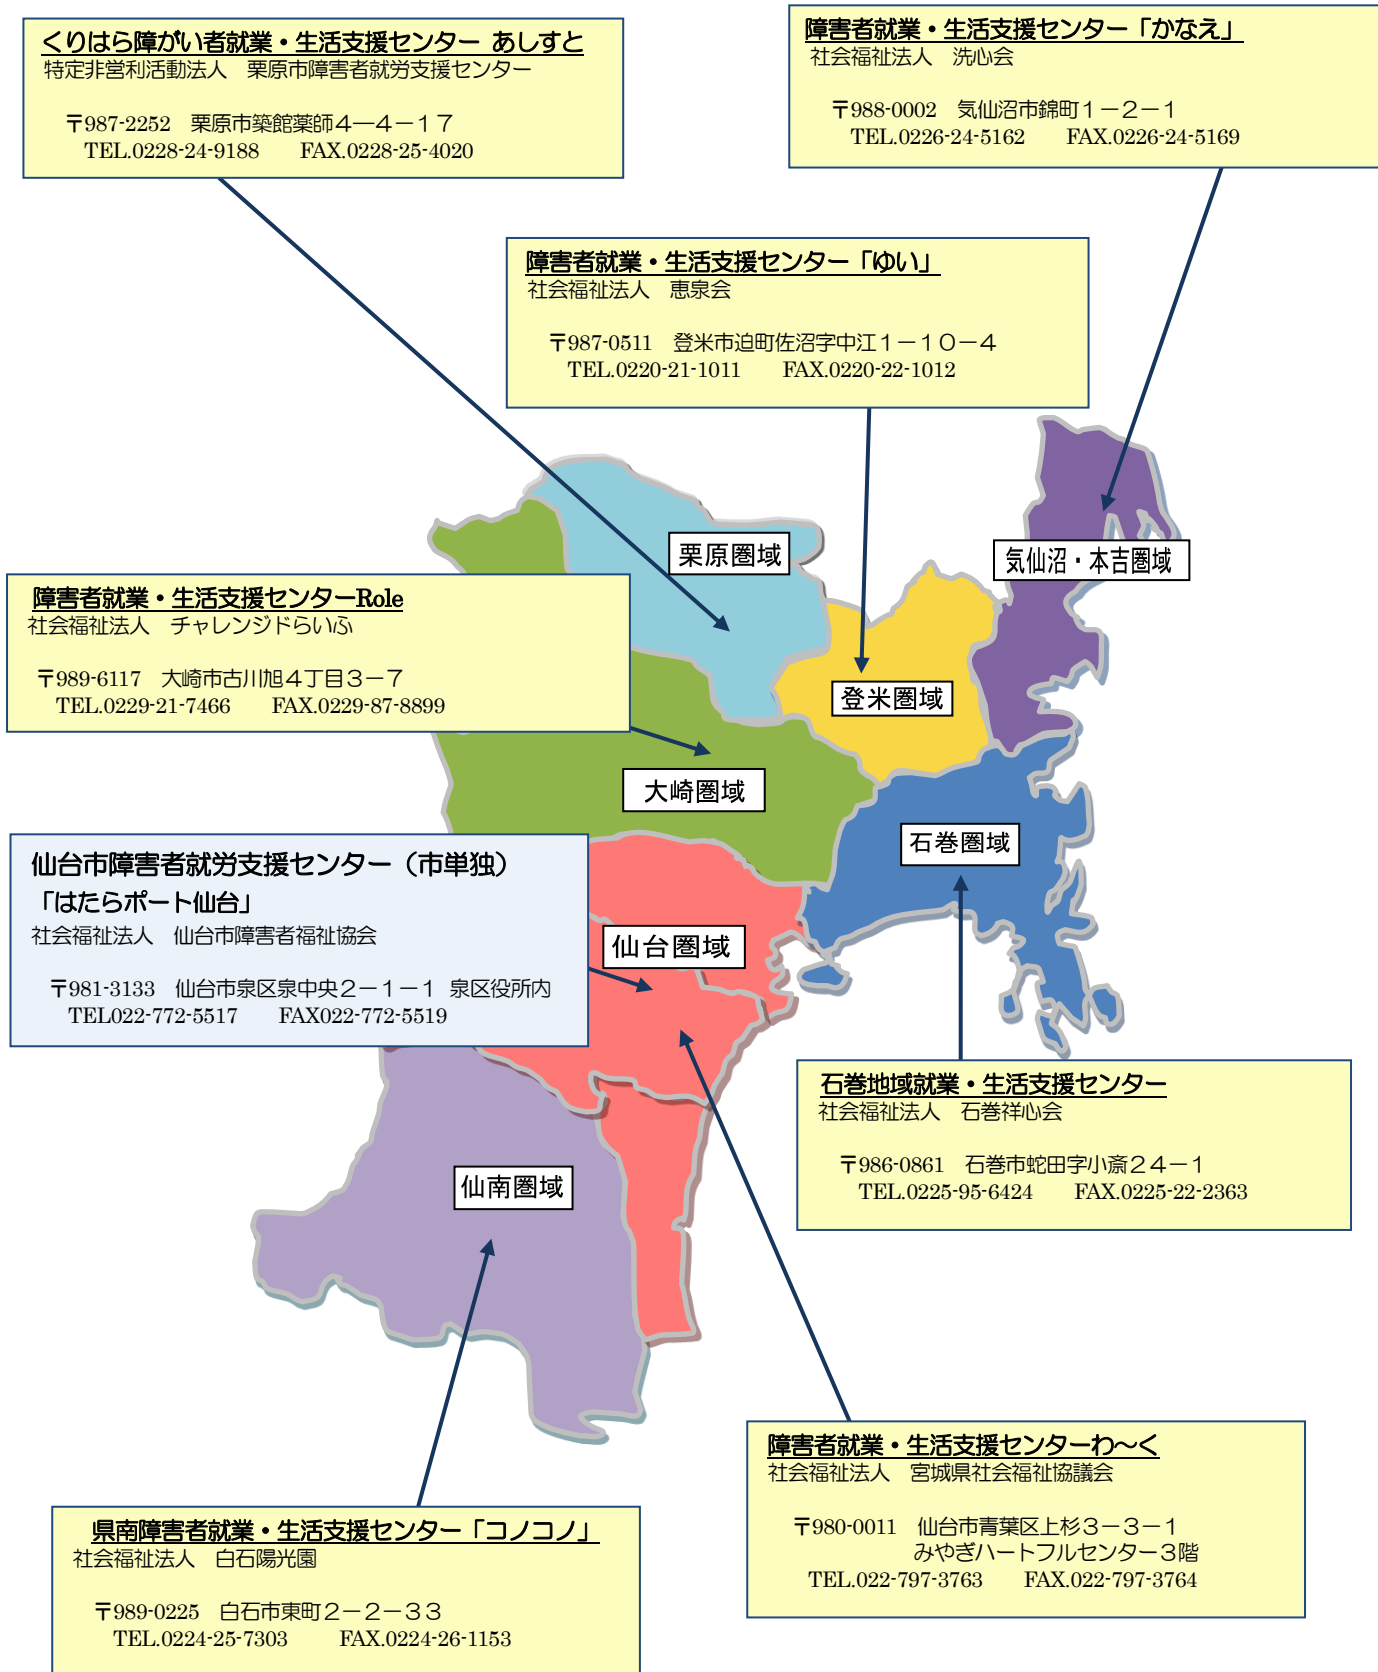 くりはら障がい者就業・生活支援センター あしすと
特定非営利活動法人　栗原市障害者就労支援センター
〒987-2252　栗原市築館薬師４―４－１７
TEL.0228-24-9188　　FAX.0228-25-4020
障害者就業・生活支援センター「かなえ」
社会福祉法人　洗心会
〒988-0002　気仙沼市錦町１－２－１
TEL.0226-24-5162　　FAX.0226-24-5169
障害者就業・生活支援センター「ゆい」
社会福祉法人　恵泉会
〒987-0511　登米市迫町佐沼字中江１－１０－４
TEL.0220-21-1011　　FAX.0220-22-1012
栗原圏域
気仙沼・本吉圏域
障害者就業・生活支援センターRole
社会福祉法人　チャレンジドらいふ
〒989-6117　大崎市古川旭４丁目３－７
TEL.0229-21-7466　　FAX.0229-87-8899
登米圏域
大崎圏域
石巻圏域
仙台市障害者就労支援センター（市単独）
「はたらポート仙台」
社会福祉法人　仙台市障害者福祉協会
〒981-3133　仙台市泉区泉中央２－１－１ 泉区役所内
TEL022-772-5517　　FAX022-772-5519
仙台圏域
石巻地域就業・生活支援センター
社会福祉法人　石巻祥心会
〒986-0861　石巻市蛇田字小斎２４－１
TEL.0225-95-6424　　FAX.0225-22-2363
仙南圏域
障害者就業・生活支援センターわ～く
社会福祉法人　宮城県社会福祉協議会
〒980-0011　仙台市青葉区上杉３－３－１
みやぎハートフルセンター３階
TEL.022-797-3763　　FAX.022-797-3764
県南障害者就業・生活支援センター「コノコノ」
社会福祉法人　白石陽光園
〒989-0225　白石市東町２－２－３３
TEL.0224-25-7303　　 FAX.0224-26-1153